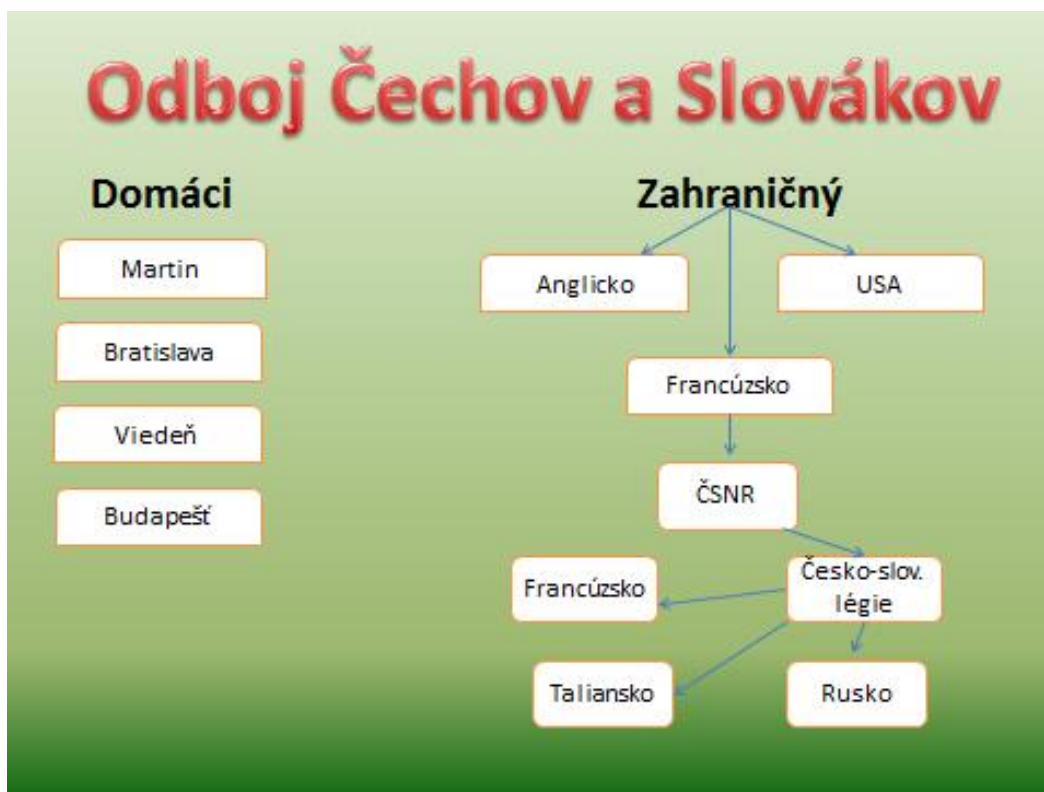 Odboj Čechov a Slovákov
Domáci
Martin
Bratislava
Viedeň
Budapešť
Zahraničný
Anglicko
USA
Francúzsko
ČSNR
Česko-slov.
légie
Francúzsko
Taliansko
Rusko